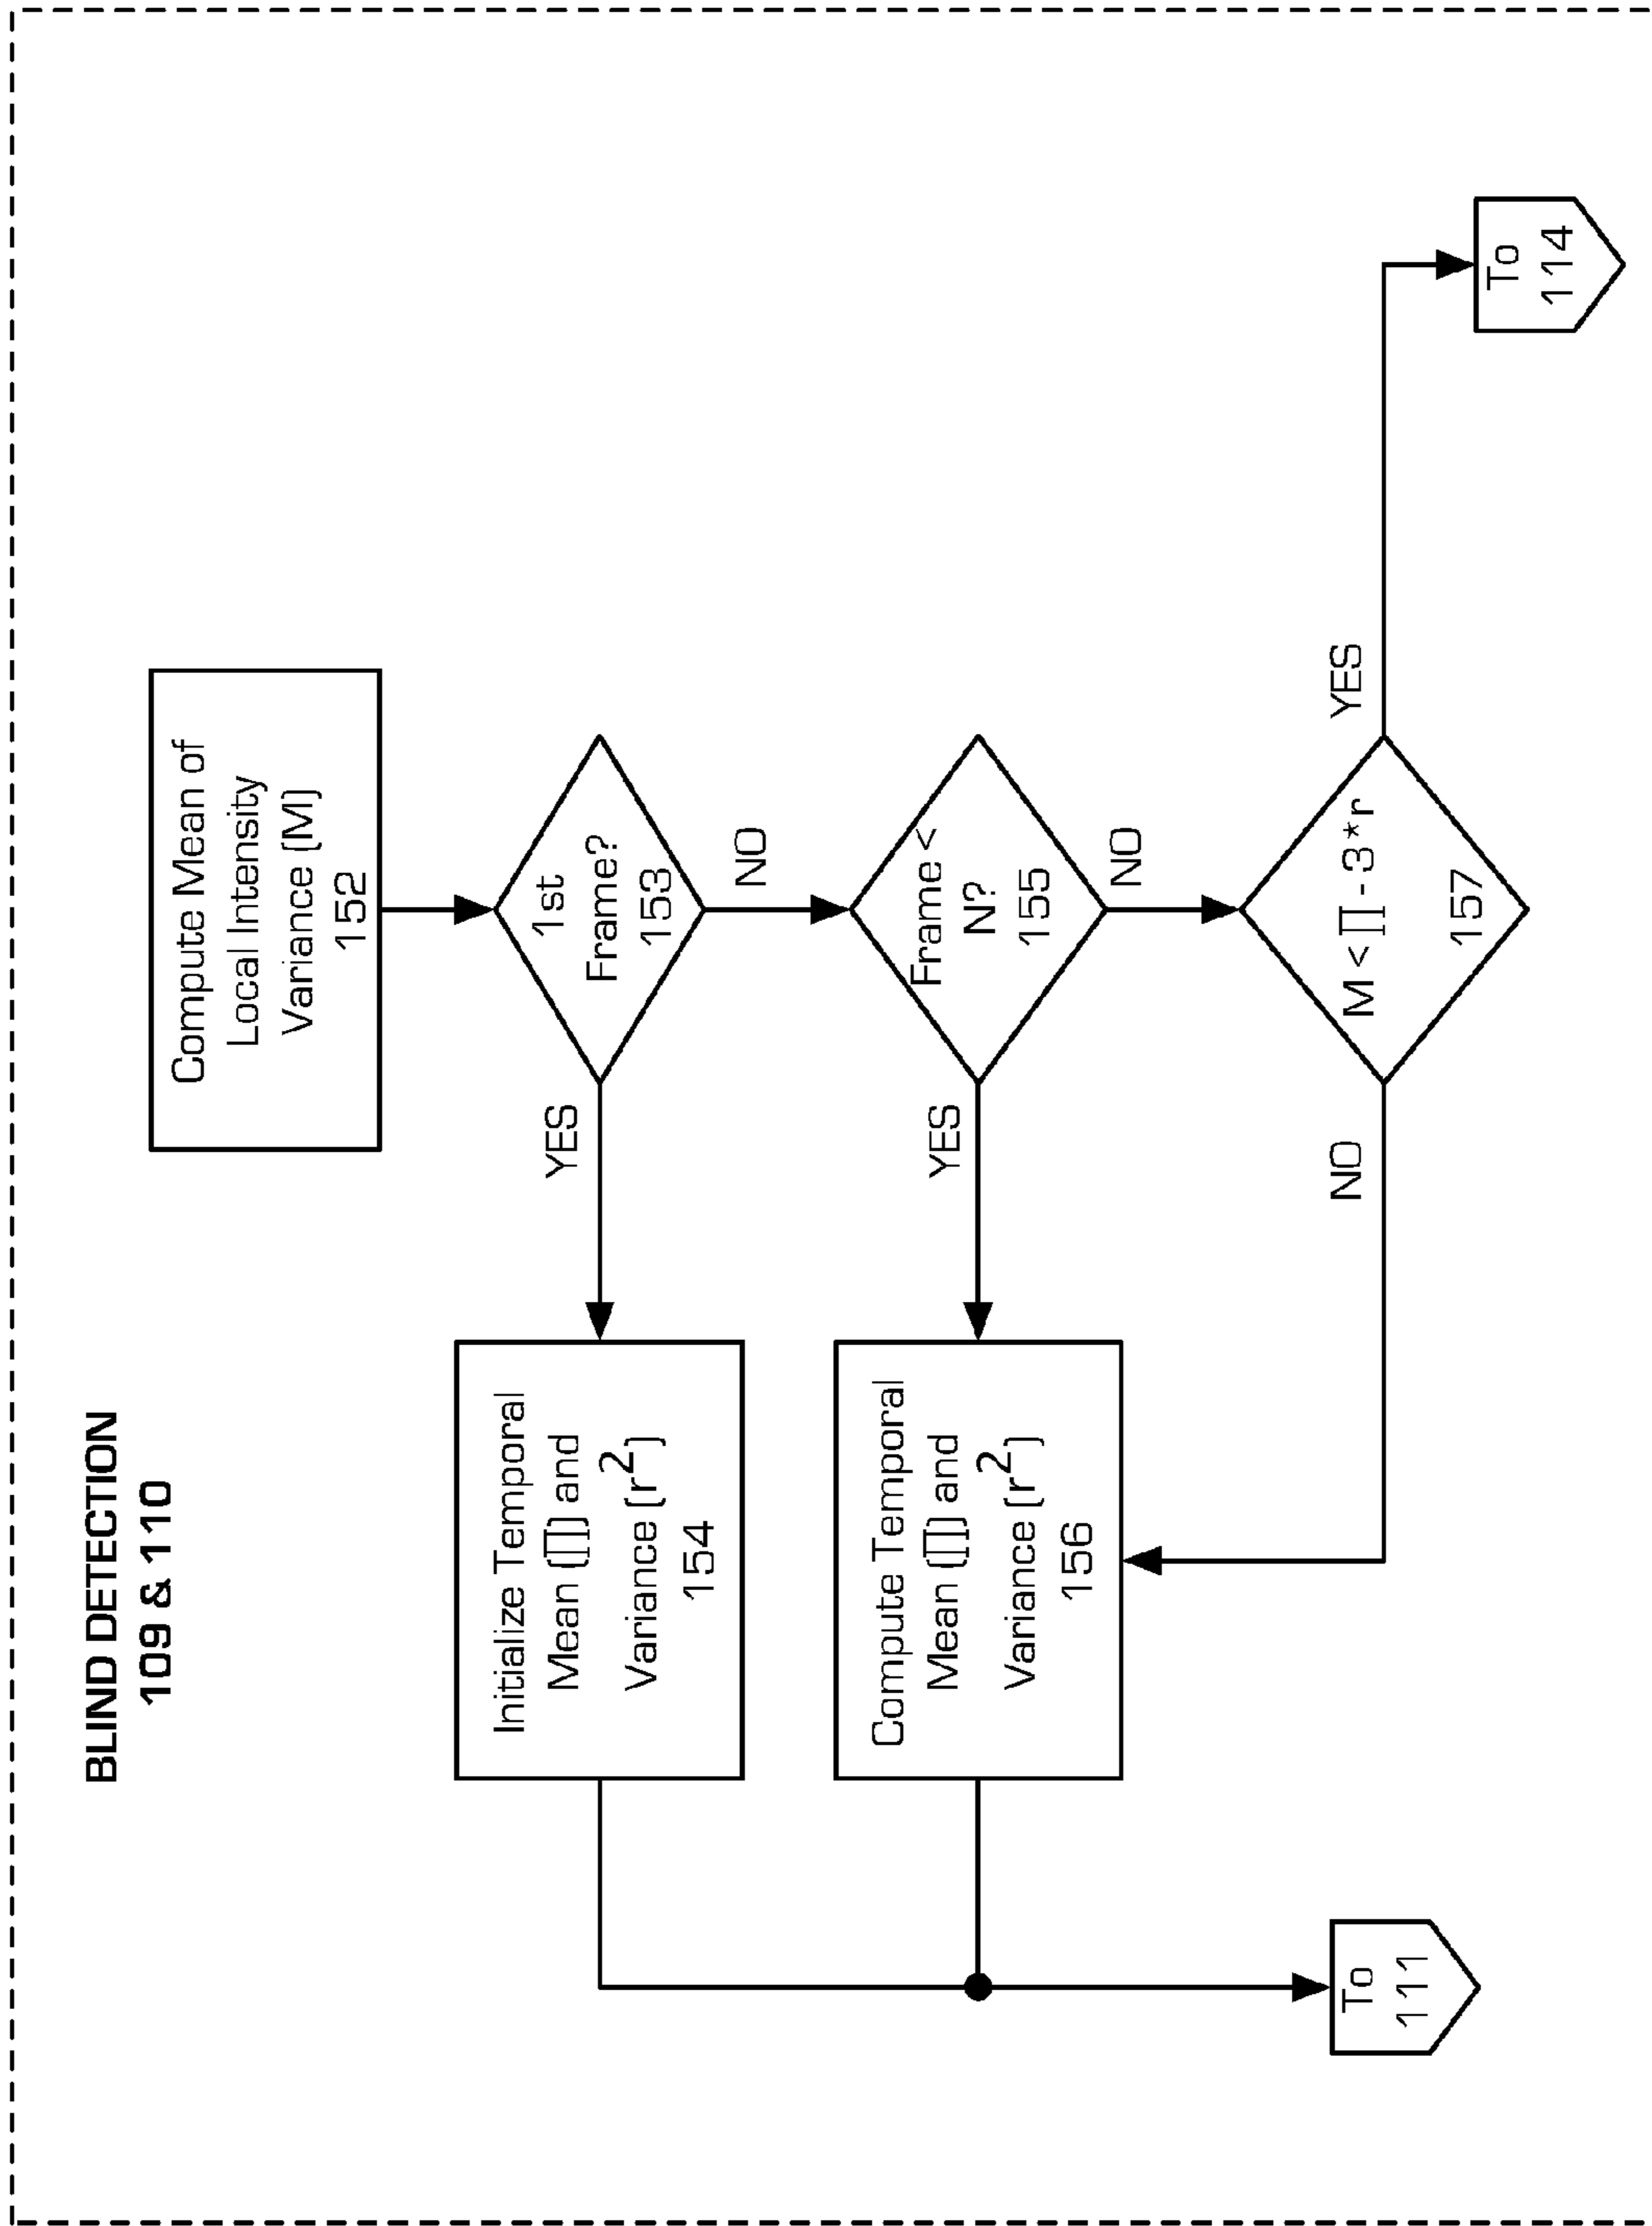 BLIND DETECTION
109 & 110
Compute Mean of
Local Intensity
Variance (M)
152
1st
Frame?
153
YES
NO
Initialize Temporal
Mean (∏) and
Variance (r²)
154
Frame <
N?
155
YES
NO
Compute Temporal
Mean (∏) and
Variance (r²)
156
M < ∏ - 3*r
157
NO
YES
To
111
To
114